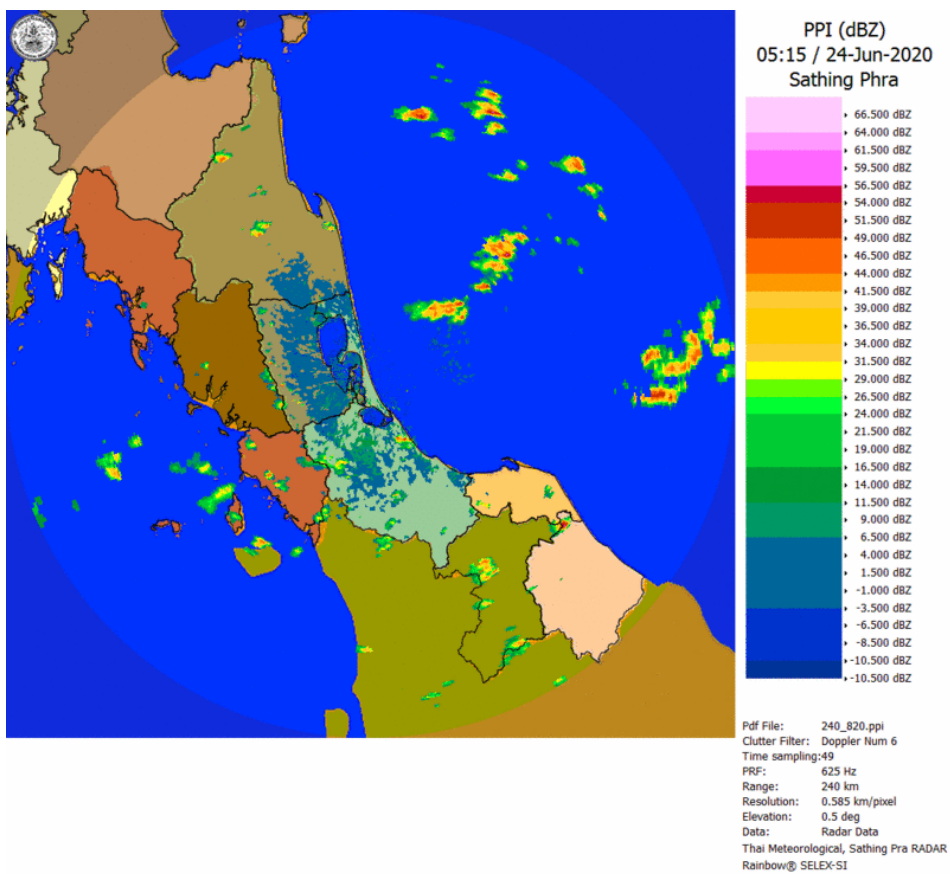 PPI (dBZ)
05:15 / 24-Jun-2020
Sathing Phra
66.500 dBZ
64.000 dBZ
61.500 dBZ
59.500 dBZ
56.500 dBZ
54.000 dBZ
51.500 dBZ
49.000 dBZ
46.500 dBZ
44.000 dBZ
41.500 dBZ
39.000 dBZ
36.500 dBZ
34.000 dBZ
31.500 dBZ
29.000 dBZ
26.500 dBZ
24.000 dBZ
21.500 dBZ
19.000 dBZ
16.500 dBZ
14.000 dBZ
11.500 dBZ
9.000 dBZ
6.500 dBZ
4.000 dBZ
1.500 dBZ
-1.000 dBZ
-3.500 dBZ
-6.500 dBZ
-8.500 dBZ
-10.500 dBZ
-10.500 dBZ
Pdf File: 240_820.ppi
Clutter Filter: Doppler Num 6
Time sampling:49
PRF: 625 Hz
Range: 240 km
Resolution: 0.585 km/pixel
Elevation: 0.5 deg
Data: Radar Data
Thai Meteorological, Sathing Pra RADAR
Rainbow® SELEX-SI